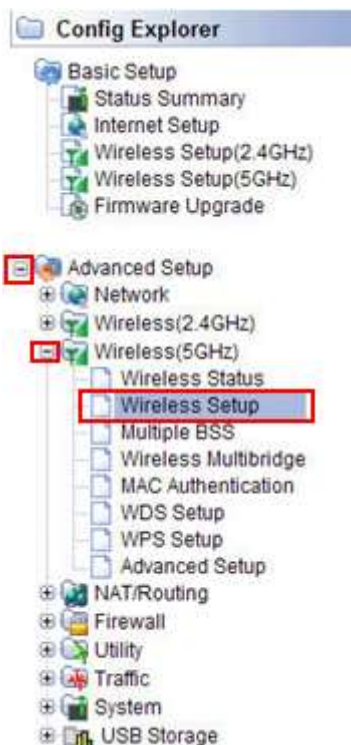 Config Explorer
Basic Setup
Status Summary
Internet Setup
Wireless Setup(2.4GHz)
Wireless Setup(5GHz)
Firmware Upgrade
Advanced Setup
Network
Wireless(2.4GHz)
Wireless(5GHz)
Wireless Status
Wireless Setup
Multiple BSS
Wireless Multibridge
MAC Authentication
WDS Setup
WPS Setup
Advanced Setup
NAT/Routing
Firewall
Utility
Traffic
System
USB Storage